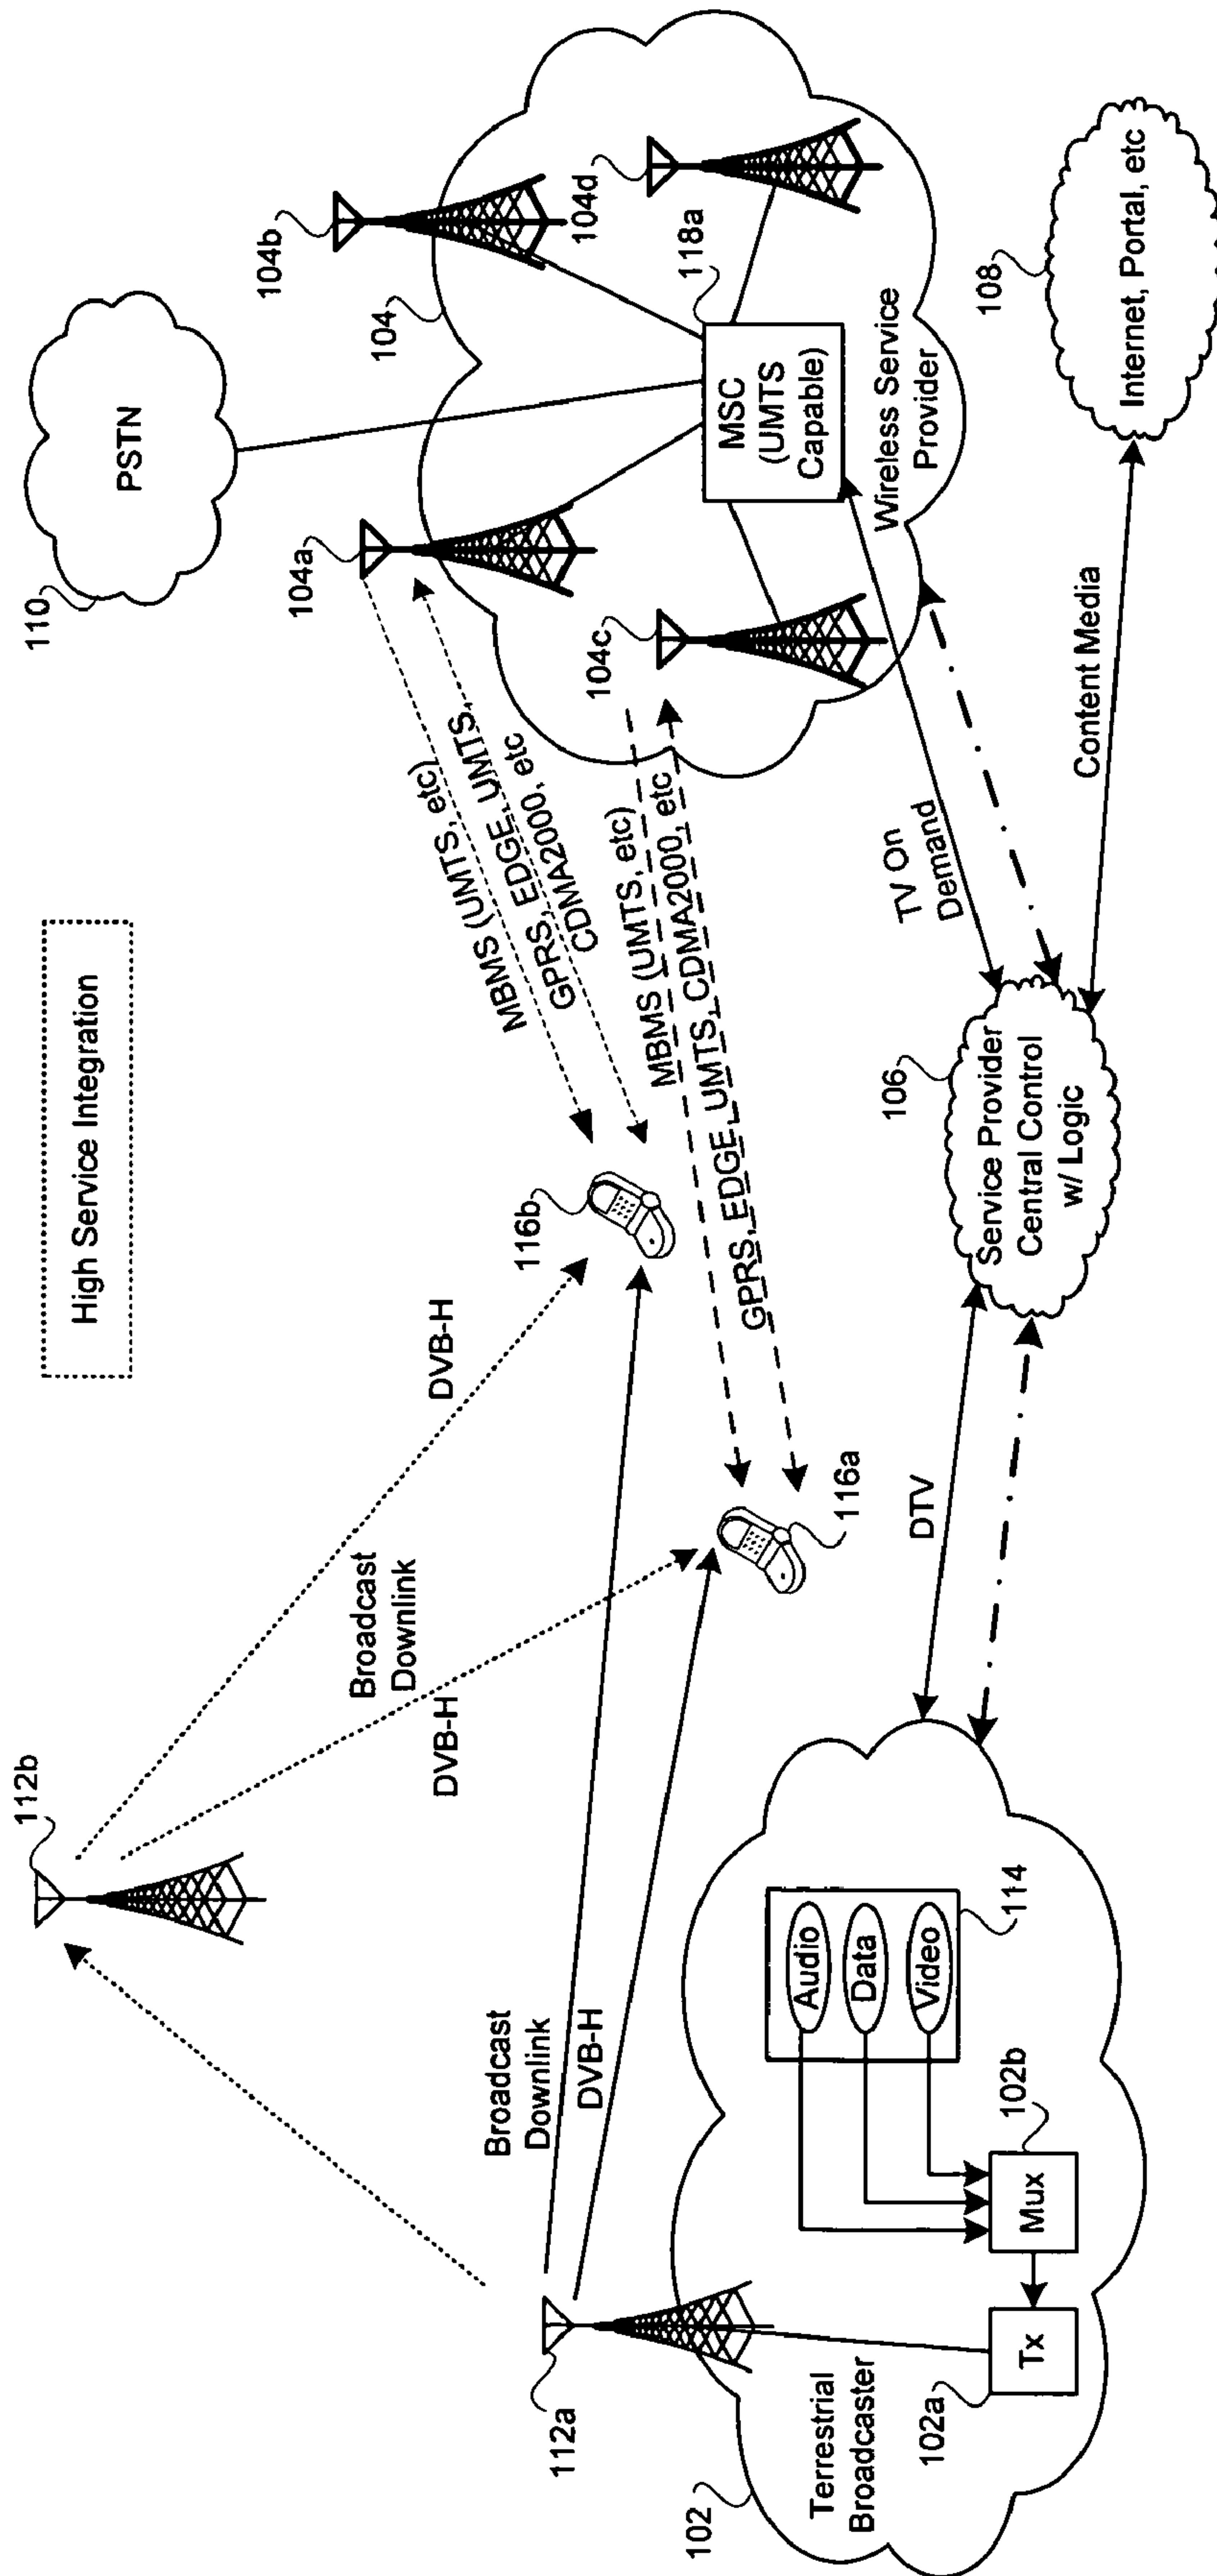 High Service Integration
112b
110
PSTN
104b
104
104a
104d
104c
118a
MSC
(UMTS
Capable)
Wireless Service
Provider
MBMS (UMTS, etc)
GPRS, EDGE, UMTS,
CDMA2000, etc
MBMS (UMTS, etc)
GPRS, EDGE, UMTS, CDMA2000, etc
DVB-H
Broadcast
Downlink
DVB-H
116b
116a
112a
Broadcast
Downlink
DVB-H
102
Terrestrial
Broadcaster
102a
Tx
102b
Mux
Audio
Data
Video
114
DTV
106
Service Provider
Central Control
w/ Logic
TV On
Demand
Content Media
108
Internet, Portal, etc